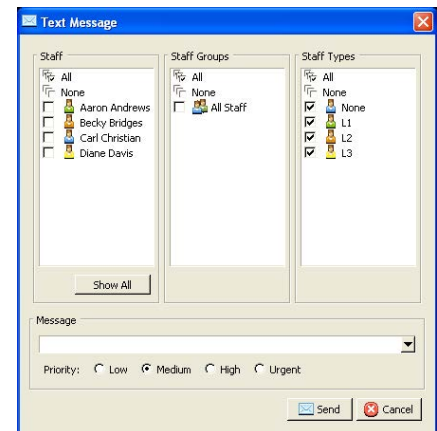 Text Message
Staff
All
None
Aaron Andrews
Becky Bridges
Carl Christian
Diane Davis
Show All
Staff Groups
All
None
All Staff
Staff Types
All
None
None
L1
L2
L3
Message
Priority: Low Medium High Urgent
Send Cancel